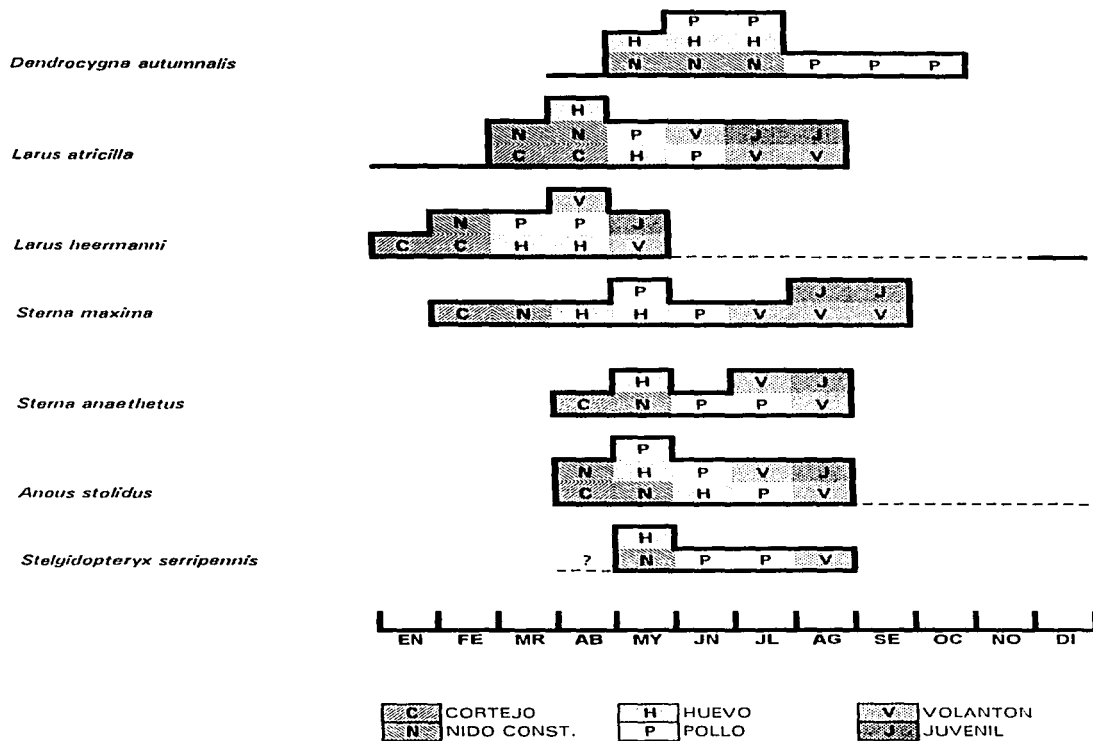 P P
H H H
Dendrocygna autumnalis N N N P P P
H
N N P V J J
Larus atricilla C C H P V V
V
N P P J
Larus heermanni C C H H V
P J J
Sterna maxima C N H H P V V V
H V J
Sterna anaethetus C N P P V
P
N H P V J
Anous stolidus C N H P V
H
Stelgidopteryx serripennis ? N P P V
EN FE MR AB MY JN JL AG SE OC NO DI
C CORTEJO H HUEVO V VOLANTON
N NIDO CONST. P POLLO J JUVENIL